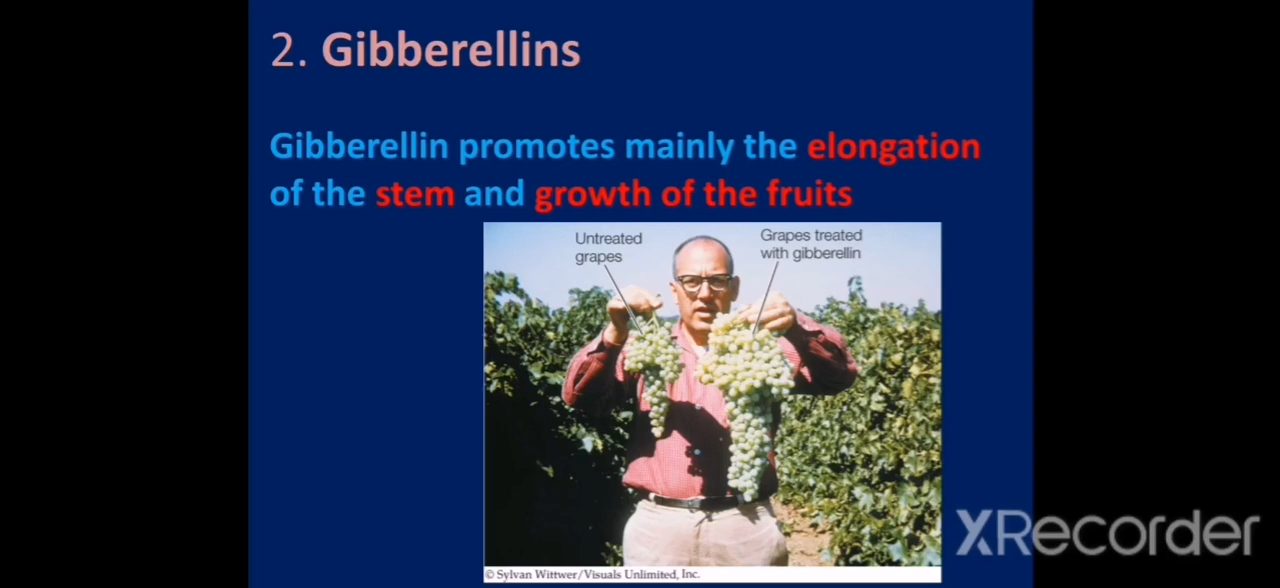 2. Gibberellins
Gibberellin promotes mainly the elongation
of the stem and growth of the fruits
Untreated
grapes
Grapes treated
with gibberellin
© Sylvan Wittwer/Visuals Unlimited, Inc.
XRecorder